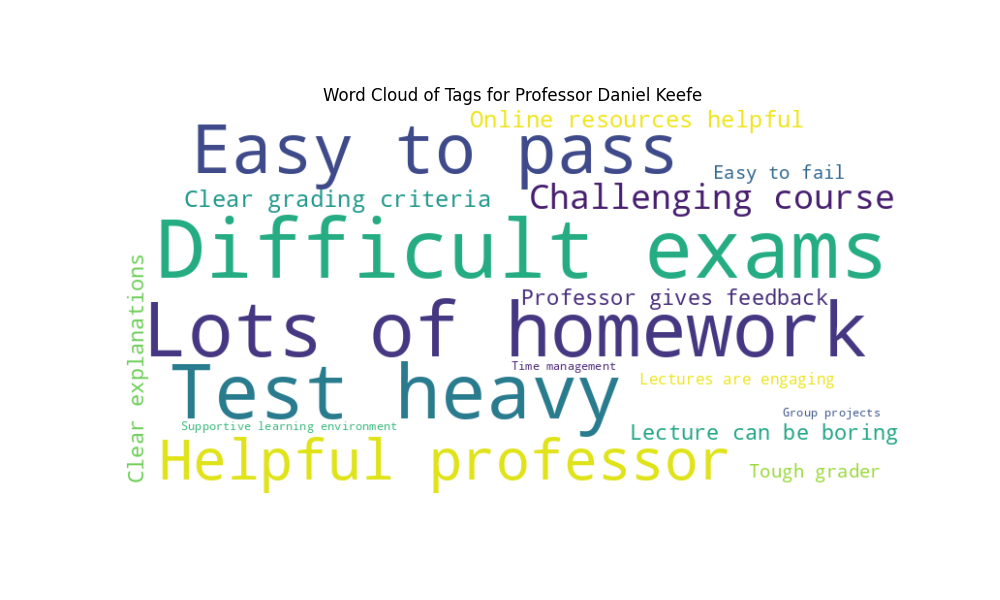 Word Cloud of Tags for Professor Daniel Keefe
Online resources helpful
Easy to pass
Easy to fail
Clear grading criteria
Challenging course
Difficult exams
Clear explanations
Professor gives feedback
Lots of homework
Time management
Test heavy
Lectures are engaging
Group projects
Supportive learning environment
Lecture can be boring
Helpful professor
Tough grader